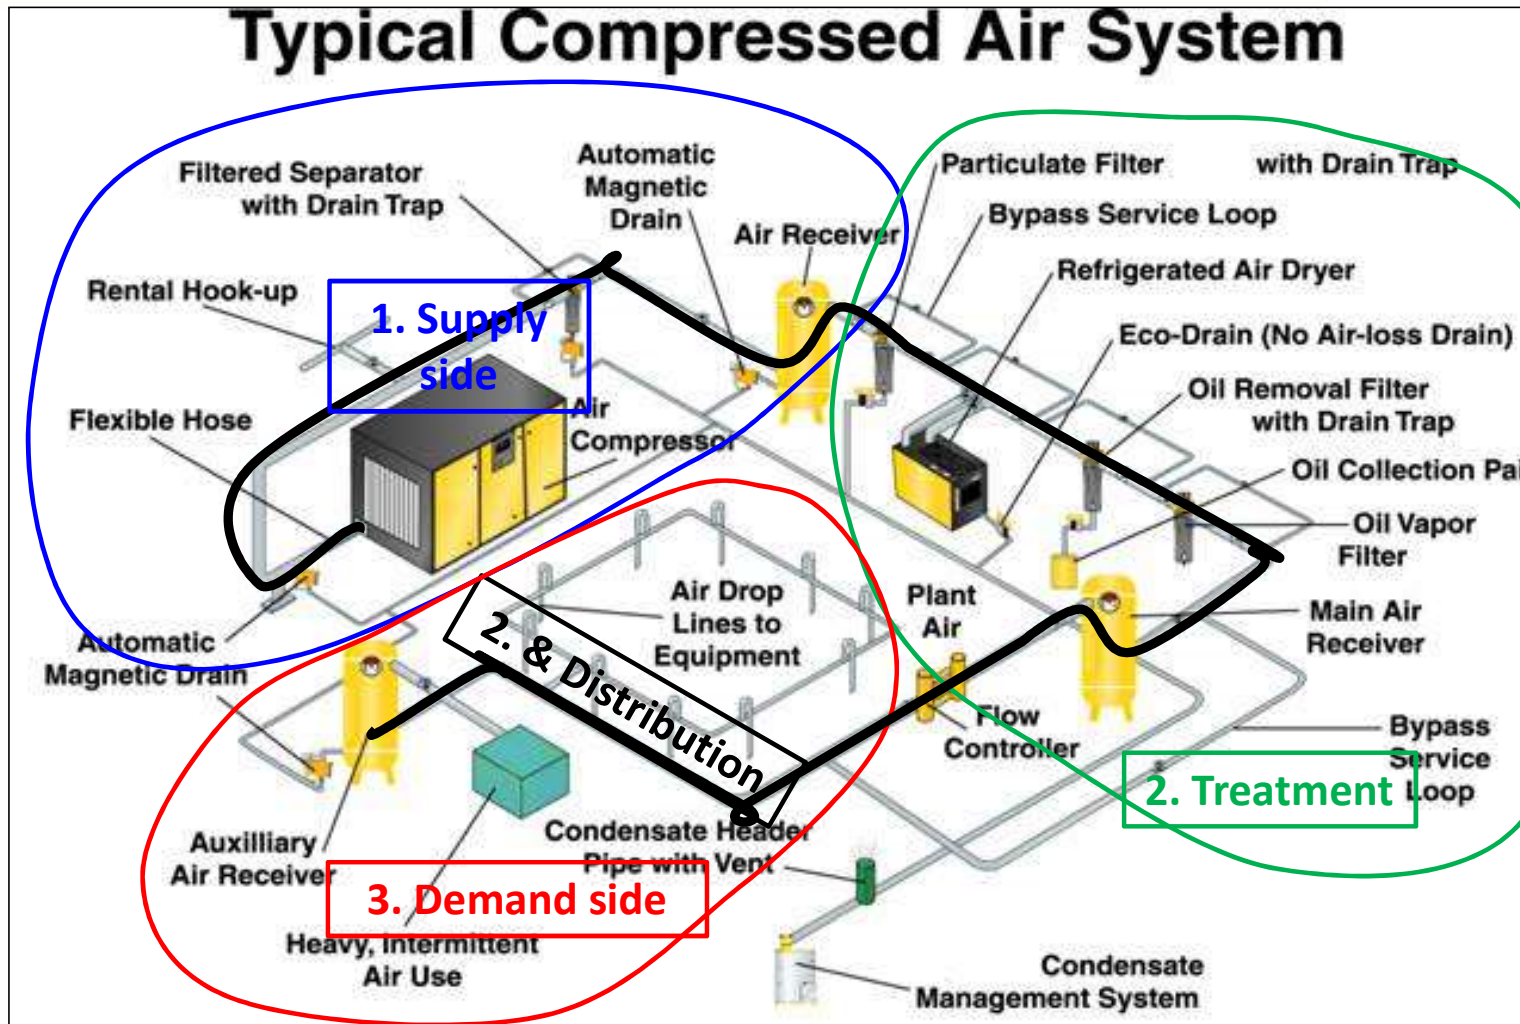 Typical Compressed Air System
Filtered Separator
with Drain Trap
Automatic
Magnetic
Drain
Air Receiver
Particulate Filter
with Drain Trap
Bypass Service Loop
Refrigerated Air Dryer
Eco-Drain (No Air-loss Drain)
Oil Removal Filter
with Drain Trap
Oil Collection Pai
Oil Vapor
Filter
Rental Hook-up
1. Supply
side
Flexible Hose
Air
Compressor
Automatic
Magnetic Drain
Air Drop
Lines to
Equipment
Plant
Air
Main Air
Receiver
2. & Distribution
Flow
Controller
Bypass
Service
Loop
2. Treatment
Auxilliary
Air Receiver
Condensate Header
Pipe with Vent
3. Demand side
Heavy, Intermittent
Air Use
Condensate
Management System